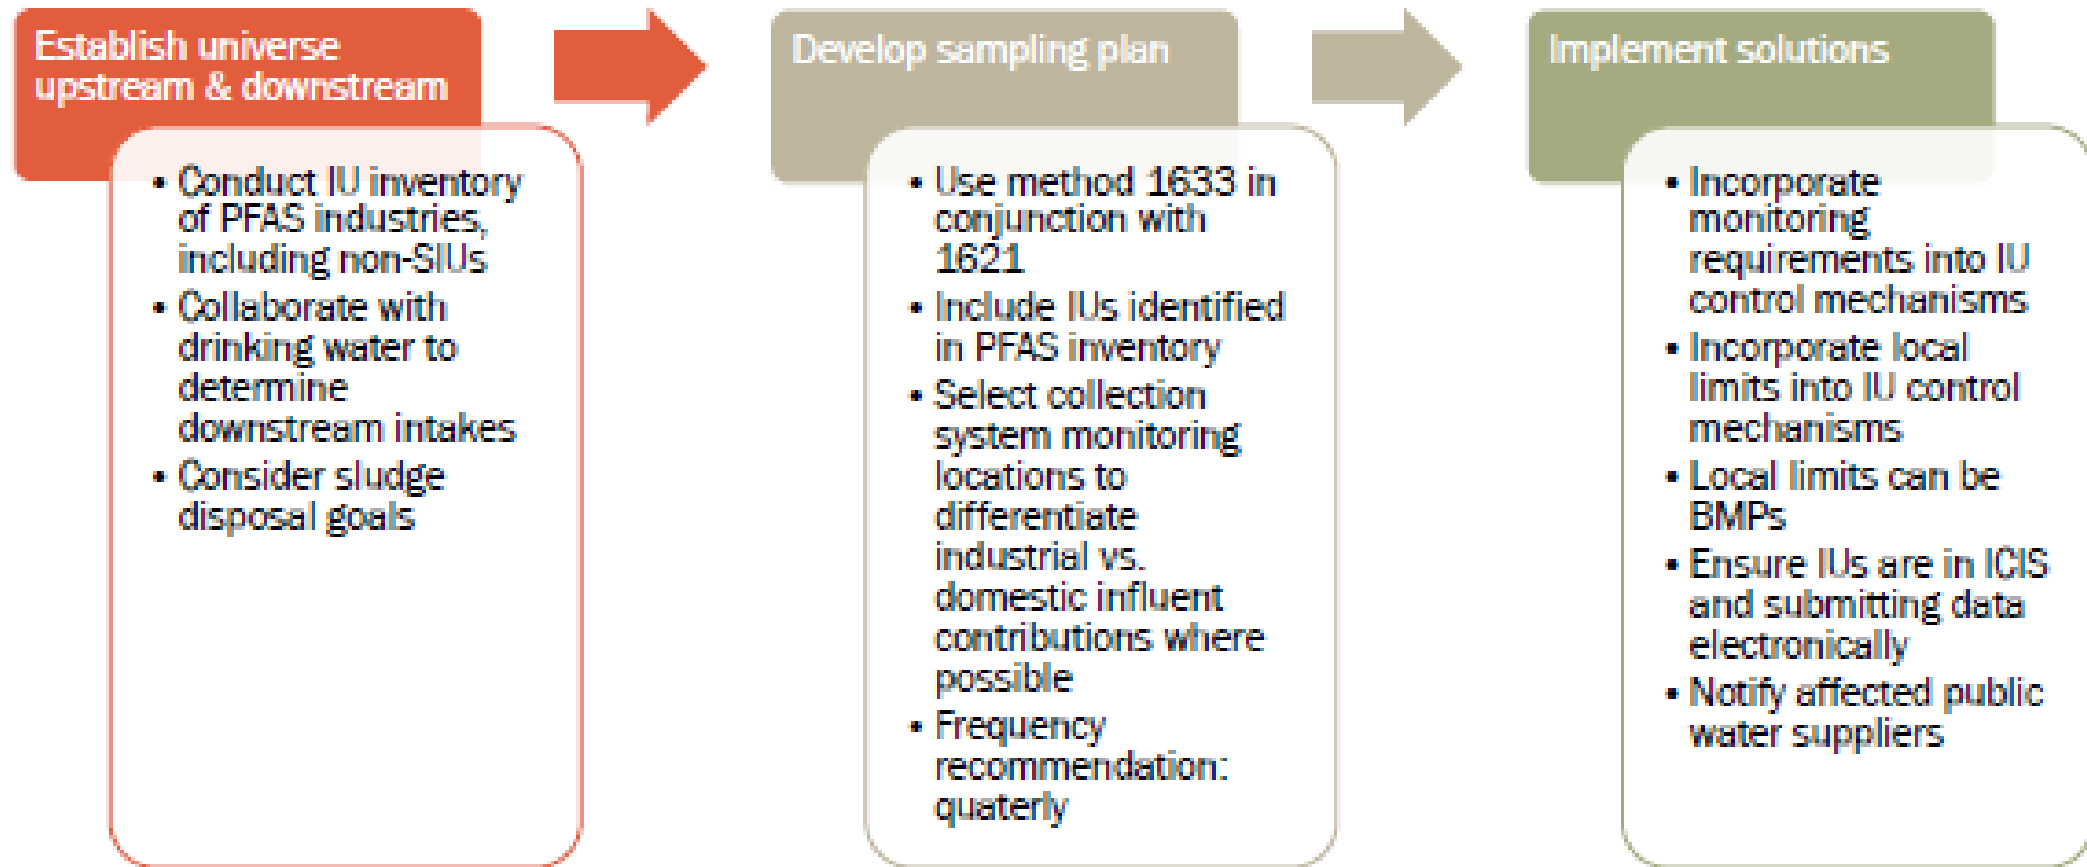 Establish universe
upstream & downstream
• Conduct IU inventory
of PFAS industries,
including non-SIUs
• Collaborate with
drinking water to
determine
downstream intakes
• Consider sludge
disposal goals
Develop sampling plan
• Use method 1633 in
conjunction with
1621
• Include IUs identified
in PFAS inventory
• Select collection
system monitoring
locations to
differentiate
industrial vs.
domestic influent
contributions where
possible
• Frequency
recommendation:
quaterly
Implement solutions
• Incorporate
monitoring
requirements into IU
control mechanisms
• Incorporate local
limits into IU control
mechanisms
• Local limits can be
BMPs
• Ensure IUs are in ICIS
and submitting data
electronically
• Notify affected public
water suppliers